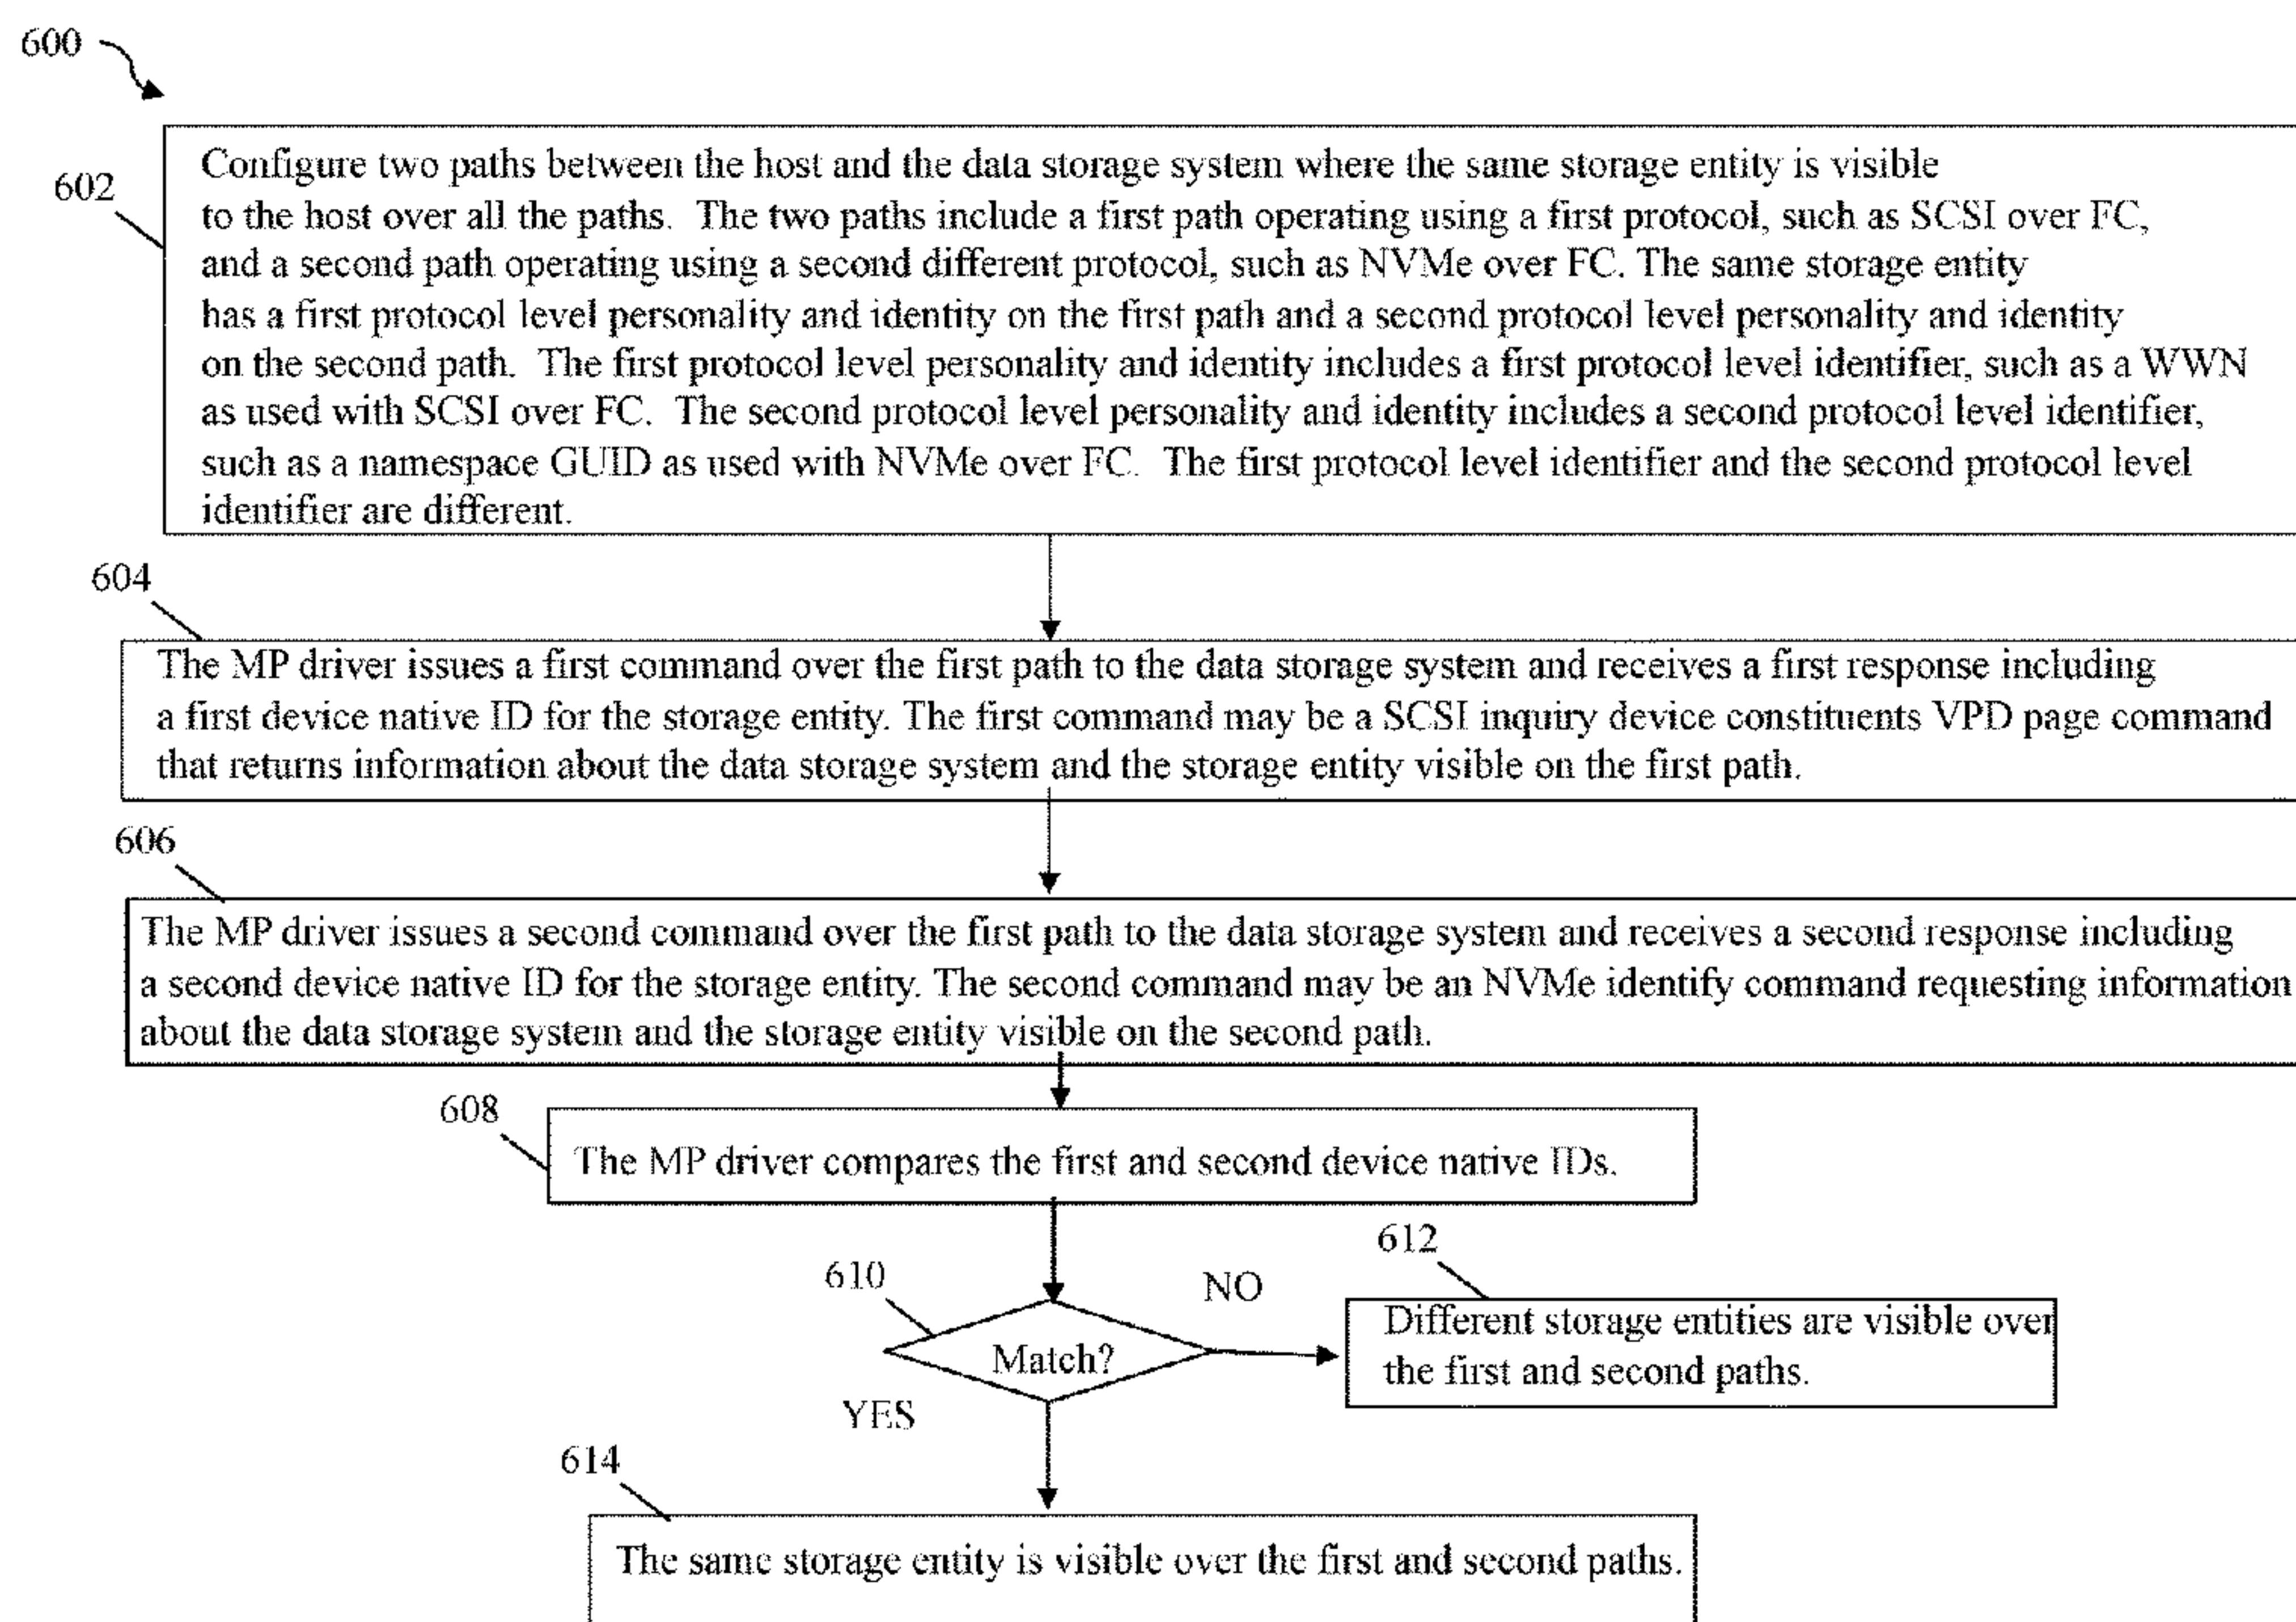 600
602
Configure two paths between the host and the data storage system where the same storage entity is visible
to the host over all the paths. The two paths include a first path operating using a first protocol, such as SCSI over FC,
and a second path operating using a second different protocol, such as NVMe over FC. The same storage entity
has a first protocol level personality and identity on the first path and a second protocol level personality and identity
on the second path. The first protocol level personality and identity includes a first protocol level identifier, such as a WWN
as used with SCSI over FC. The second protocol level personality and identity includes a second protocol level identifier,
such as a namespace GUID as used with NVMe over FC. The first protocol level identifier and the second protocol level
identifier are different.
604
The MP driver issues a first command over the first path to the data storage system and receives a first response including
a first device native ID for the storage entity. The first command may be a SCSI inquiry device constituents VPD page command
that returns information about the data storage system and the storage entity visible on the first path.
606
The MP driver issues a second command over the first path to the data storage system and receives a second response including
a second device native ID for the storage entity. The second command may be an NVMe identify command requesting information
about the data storage system and the storage entity visible on the second path.
608
The MP driver compares the first and second device native IDs.
610
Match?
NO
612
Different storage entities are visible over
the first and second paths.
YES
614
The same storage entity is visible over the first and second paths.